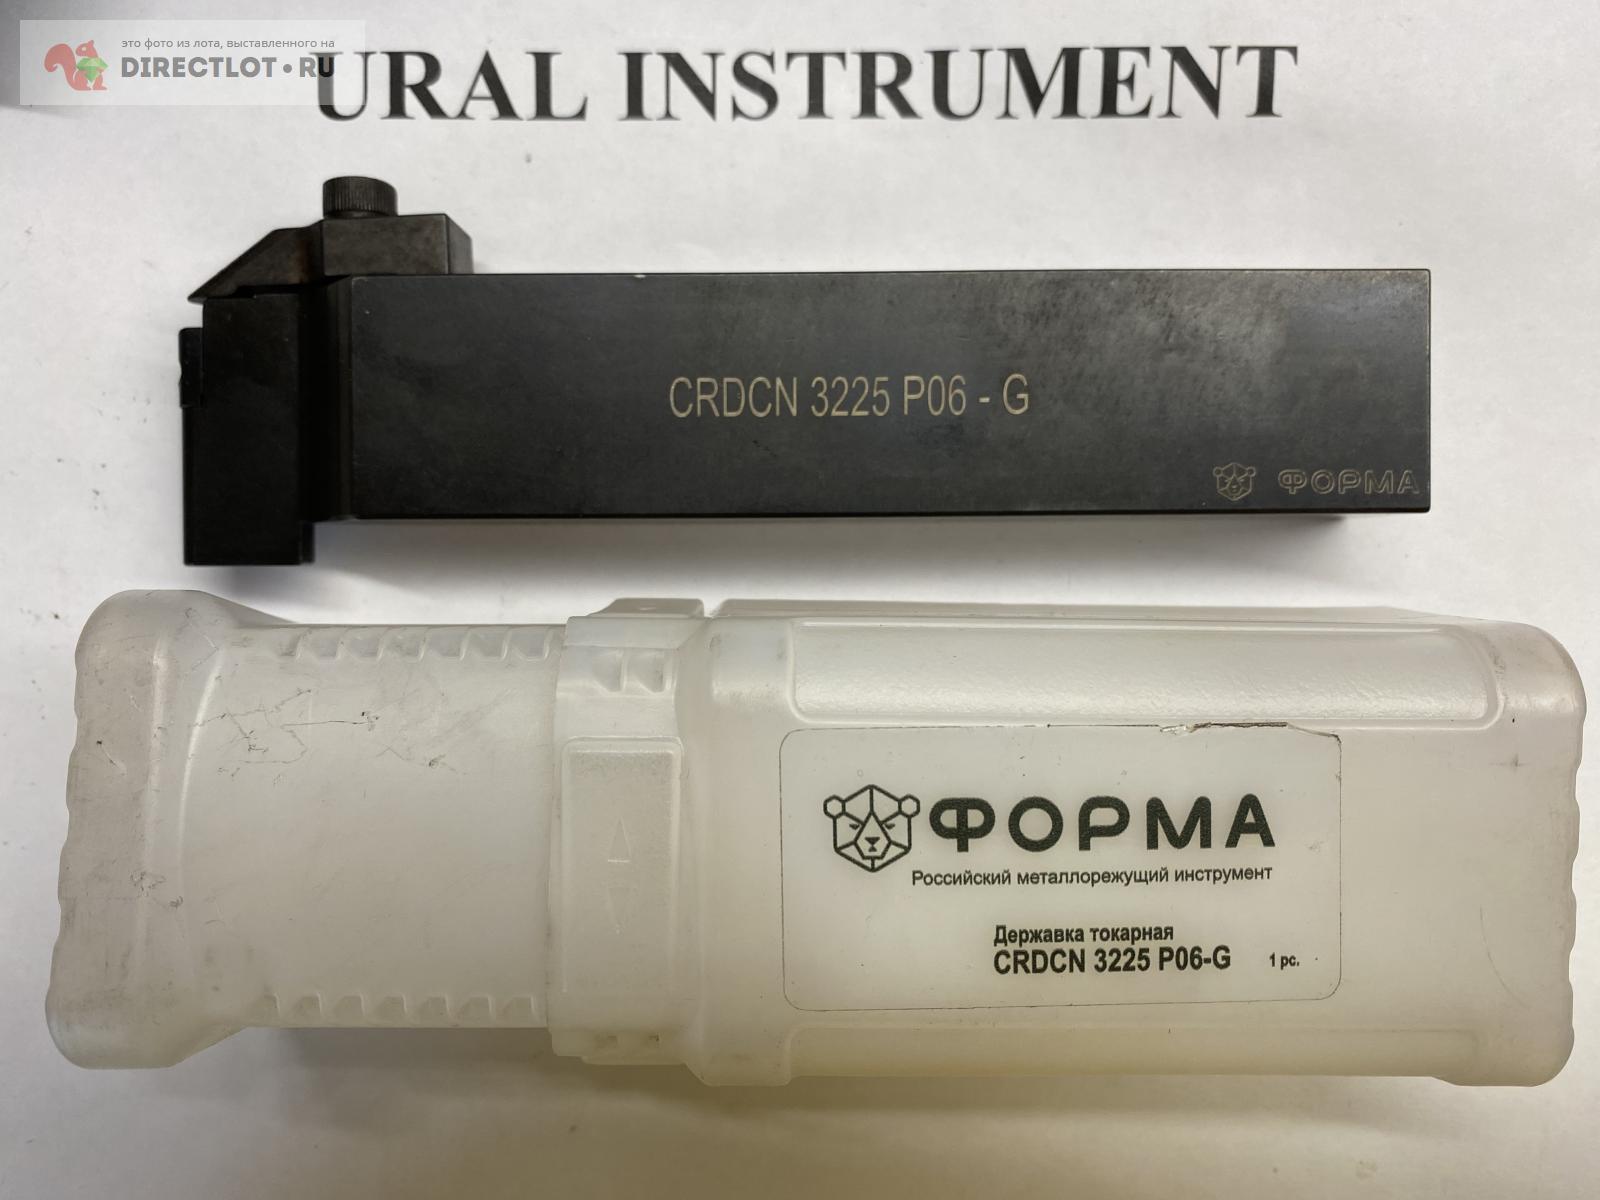 это фото из лота, выставленного на
DIRECTLOT•RU
URAL INSTRUMENT
CRDCN 3225 P06 - G
ФОРМА
ФОРМА
Российский металлорежущий инструмент
Державка токарная
CRDCN 3225 P06-G 1 pc.